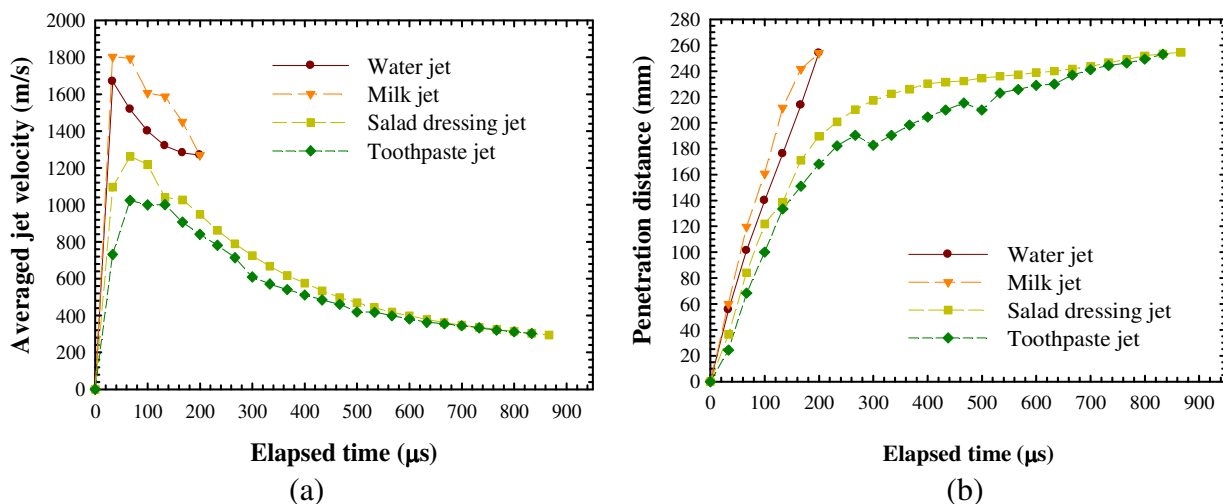 Averaged jet velocity (m/s)
2000
1800
1600
1400
1200
1000
800
600
400
200
0
0 100 200 300 400 500 600 700 800 900
Elapsed time (μs)
Water jet
Milk jet
Salad dressing jet
Toothpaste jet
(a)
Penetration distance (mm)
280
260
240
220
200
180
160
140
120
100
80
60
40
20
0
0 100 200 300 400 500 600 700 800 900
Elapsed time (μs)
Water jet
Milk jet
Salad dressing jet
Toothpaste jet
(b)